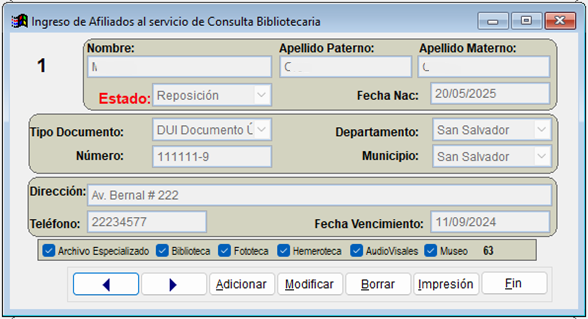 Ingreso de Afiliados al servicio de Consulta Bibliotecaria
1
Nombre: Apellido Paterno: Apellido Materno:
Estado: Reposición Fecha Nac: 20/05/2025
Tipo Documento: DUI Documento Ú Departamento: San Salvador
Número: 111111-9 Municipio: San Salvador
Dirección: Av. Bernal # 222
Teléfono: 22234577 Fecha Vencimiento: 11/09/2024
Archivo Especializado Biblioteca Fototeca Hemeroteca AudioVisales Museo 63
Adicionar Modificar Borrar Impresión Fin